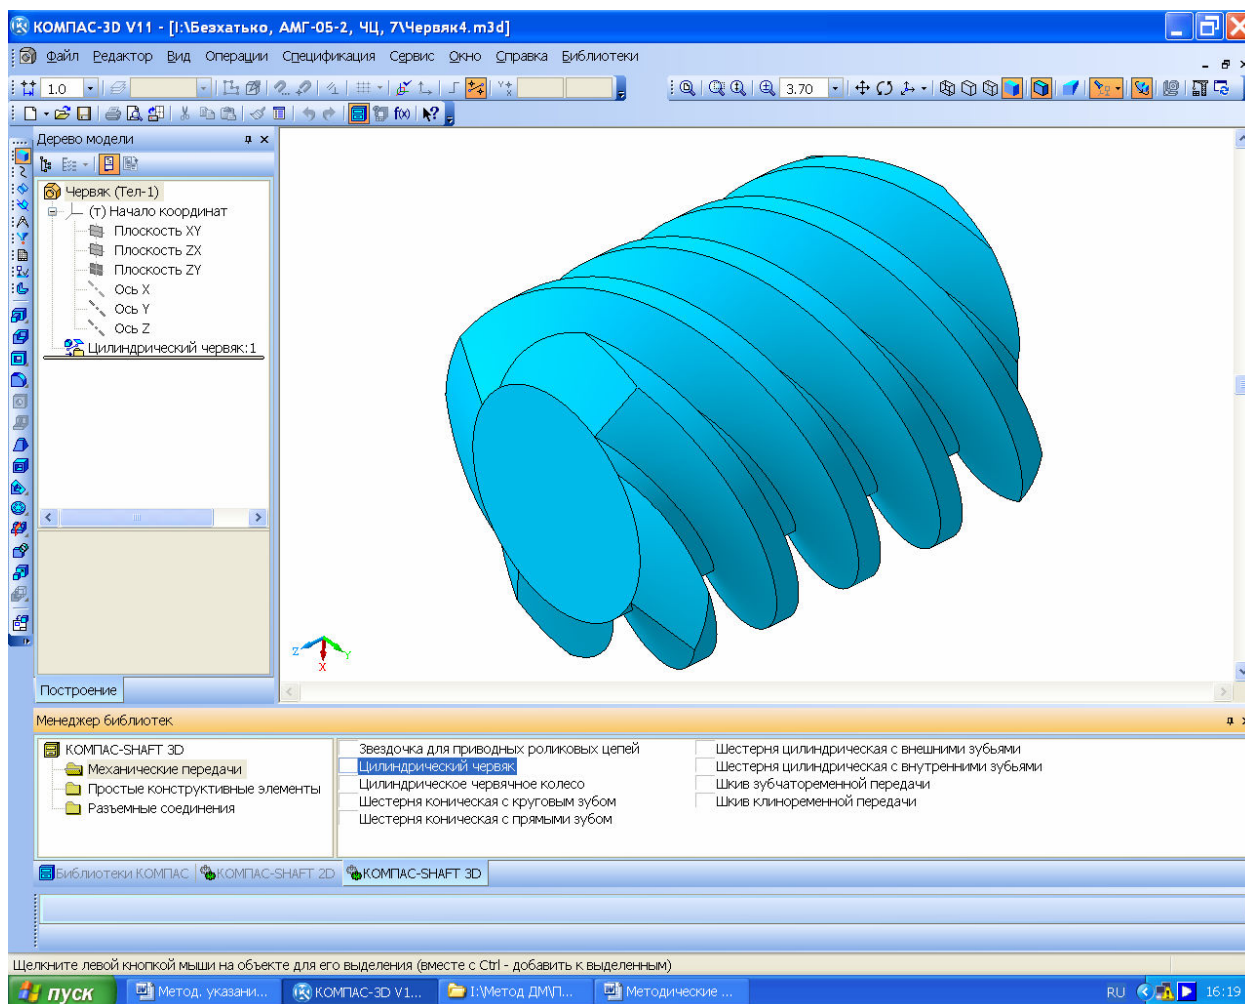 КОМПАС-3D V11 - [I:\Безхатько, АМГ-05-2, ЧЦ, 7\Червяк4.m3d]
Файл Редактор Вид Операции Спецификация Сервис Окно Справка Библиотеки
1.0 3.70
f(x)
Дерево модели
Червяк (Тел-1)
(т) Начало координат
Плоскость XY
Плоскость ZX
Плоскость ZY
Ось X
Ось Y
Ось Z
Цилиндрический червяк:1
Z Y
X
Построение
Менеджер библиотек
КОМПАС-SHAFT 3D
Механические передачи
Простые конструктивные элементы
Разъемные соединения
Звездочка для приводных роликовых цепей
Цилиндрический червяк
Цилиндрическое червячное колесо
Шестерня коническая с круговым зубом
Шестерня коническая с прямыми зубом
Шестерня цилиндрическая с внешними зубьями
Шестерня цилиндрическая с внутренними зубьями
Шкив зубчатоременной передачи
Шкив клиноременной передачи
Библиотеки КОМПАС КОМПАС-SHAFT 2D КОМПАС-SHAFT 3D
Щелкните левой кнопкой мыши на объекте для его выделения (вместе с Ctrl - добавить к выделенным)
пуск Метод. указани... КОМПАС-3D V1... I:\Метод ДМ\П... Методические ... RU 16:19